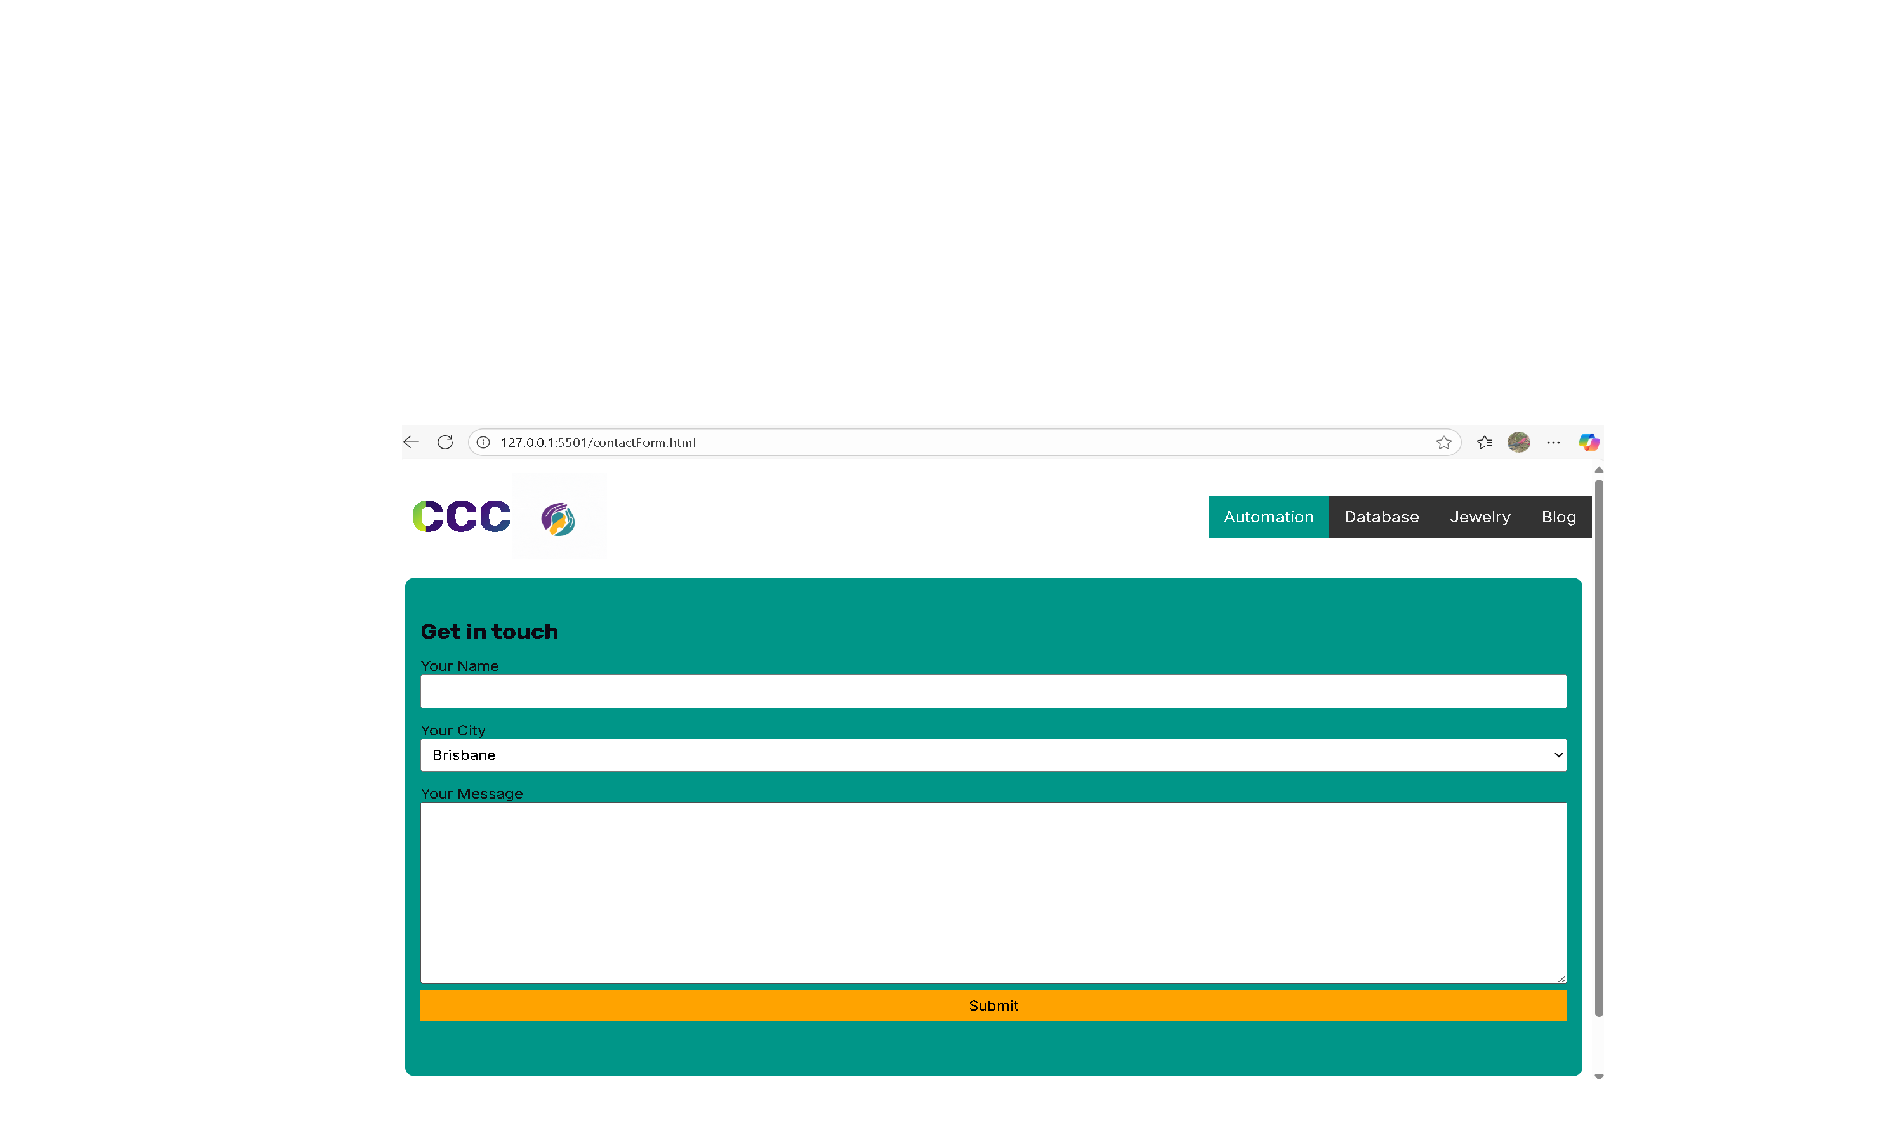 127.0.0.1:5501/contactForm.html
CCC
Automation Database Jewelry Blog
Get in touch
Your Name
Your City
Brisbane
Your Message
Submit